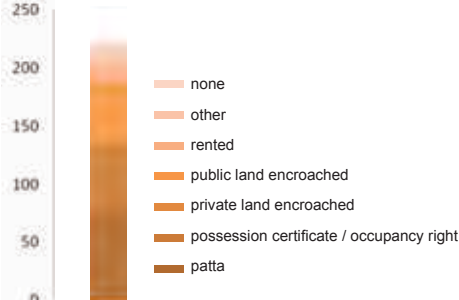 250
200
150
100
50
0
none
other
rented
public land encroached
private land encroached
possession certificate / occupancy right
patta